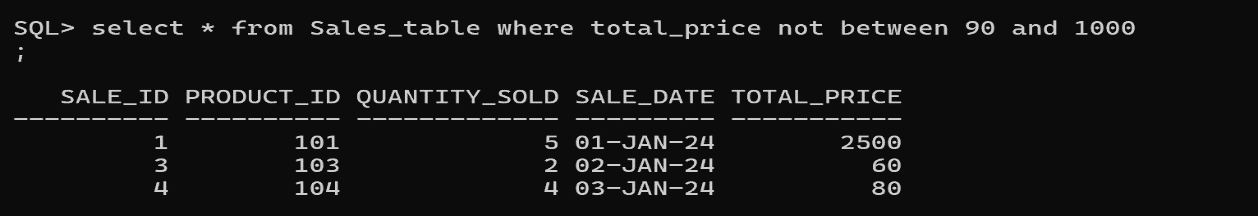 SQL> select * from Sales_table where total_price not between 90 and 1000
;
   SALE_ID PRODUCT_ID QUANTITY_SOLD SALE_DATE TOTAL_PRICE
---------- ---------- ------------- --------- -----------
         1        101             5 01-JAN-24        2500
         3        103             2 02-JAN-24          60
         4        104             4 03-JAN-24          80